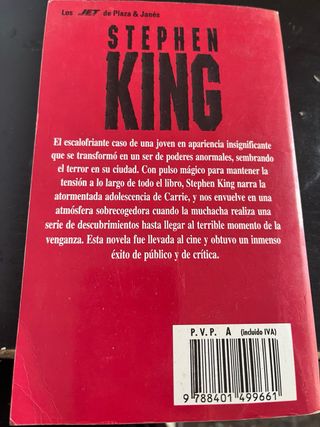 Los JET de Plaza & Janés
STEPHEN
KING
El escalofriante caso de una joven en apariencia insignificante
que se transformó en un ser de poderes anormales, sembrando
el terror en su ciudad. Con pulso mágico para mantener la
tensión a lo largo de todo el libro, Stephen King narra la
atormentada adolescencia de Carrie, y nos envuelve en una
atmósfera sobrecogedora cuando la muchacha realiza una
serie de descubrimientos hasta llegar al terrible momento de la
venganza. Esta novela fue llevada al cine y obtuvo un inmenso
éxito de público y de crítica.
P. V. P. A (incluido IVA)
9 788401 499661